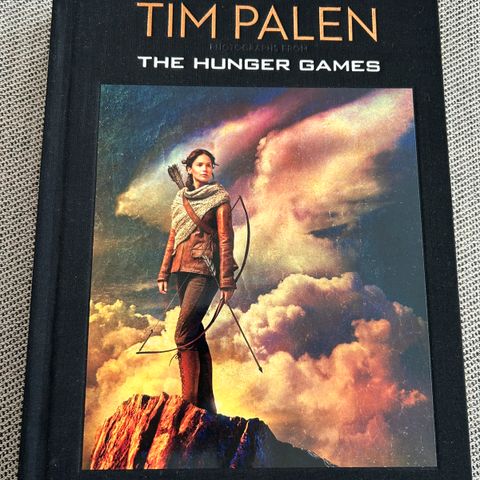 TIM PALEN
PHOTOGRAPHS FROM
THE HUNGER GAMES